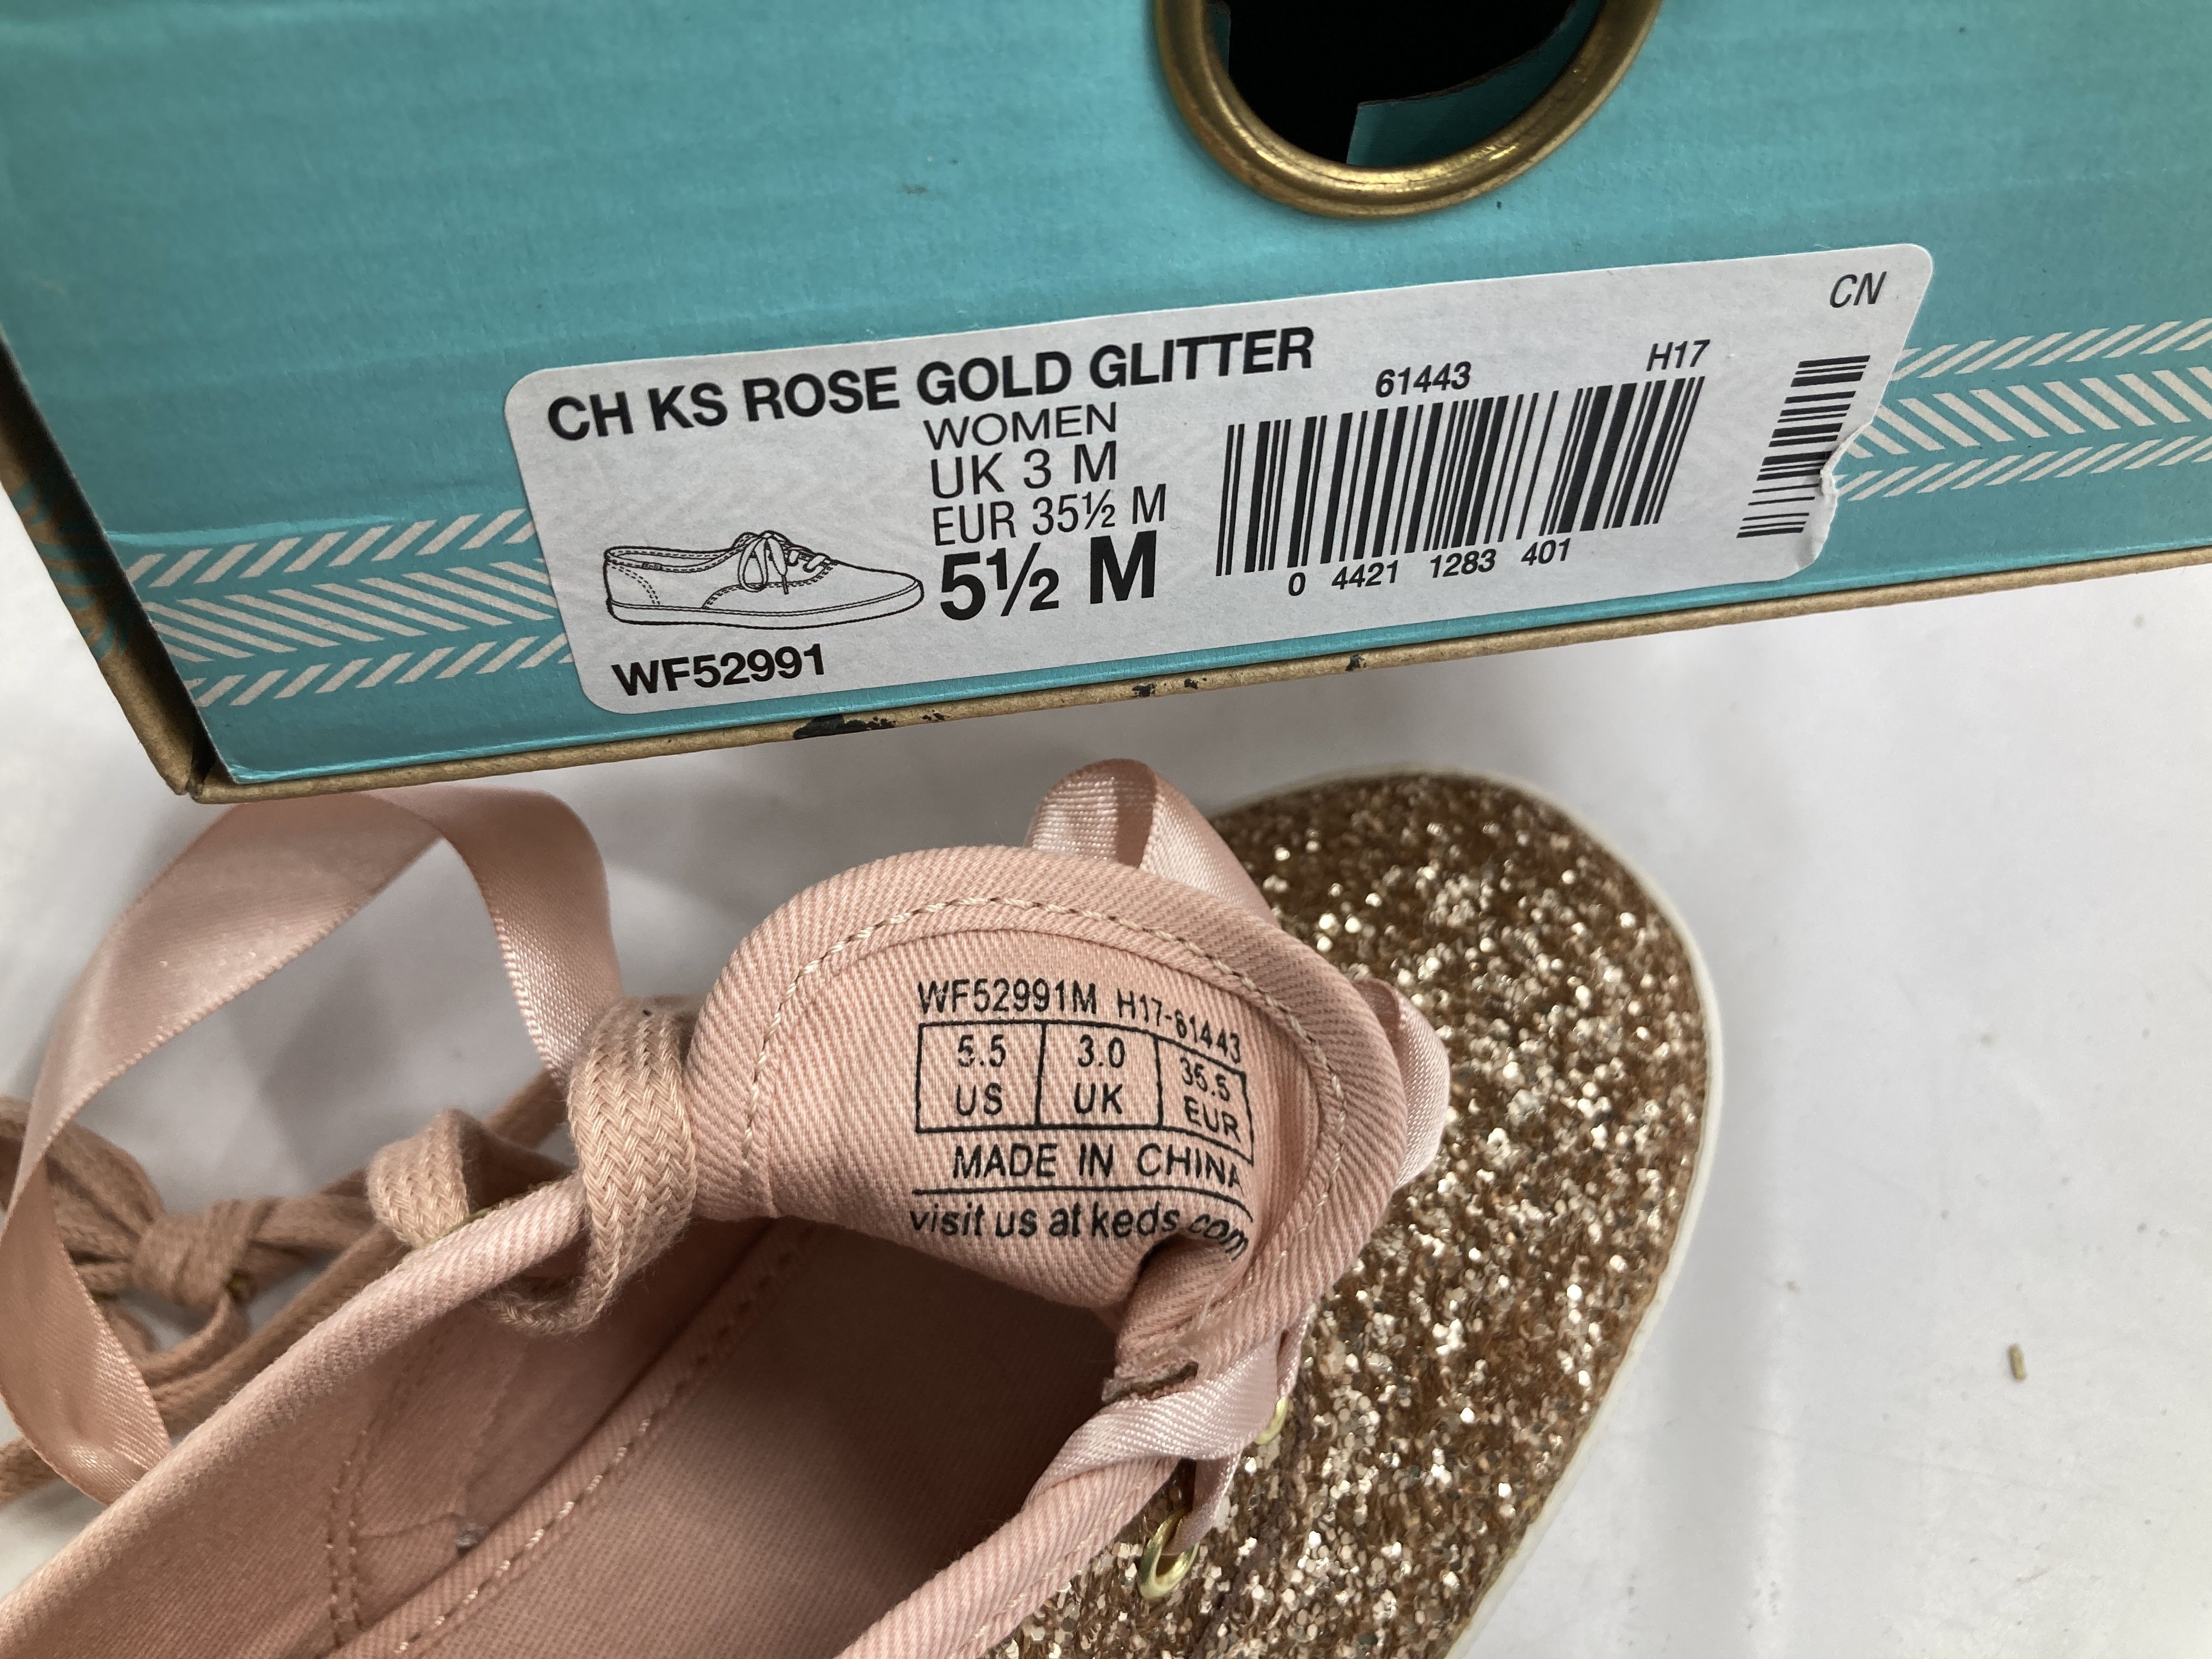 CN
CH KS ROSE GOLD GLITTER
WOMEN
UK 3 M
EUR 35½ M
5½ M
WF52991
61443 H17
0 4421 1283 401
WF52991M H17-61443
5.5 3.0 35.5
US UK EUR
MADE IN CHINA
visit us at keds.com